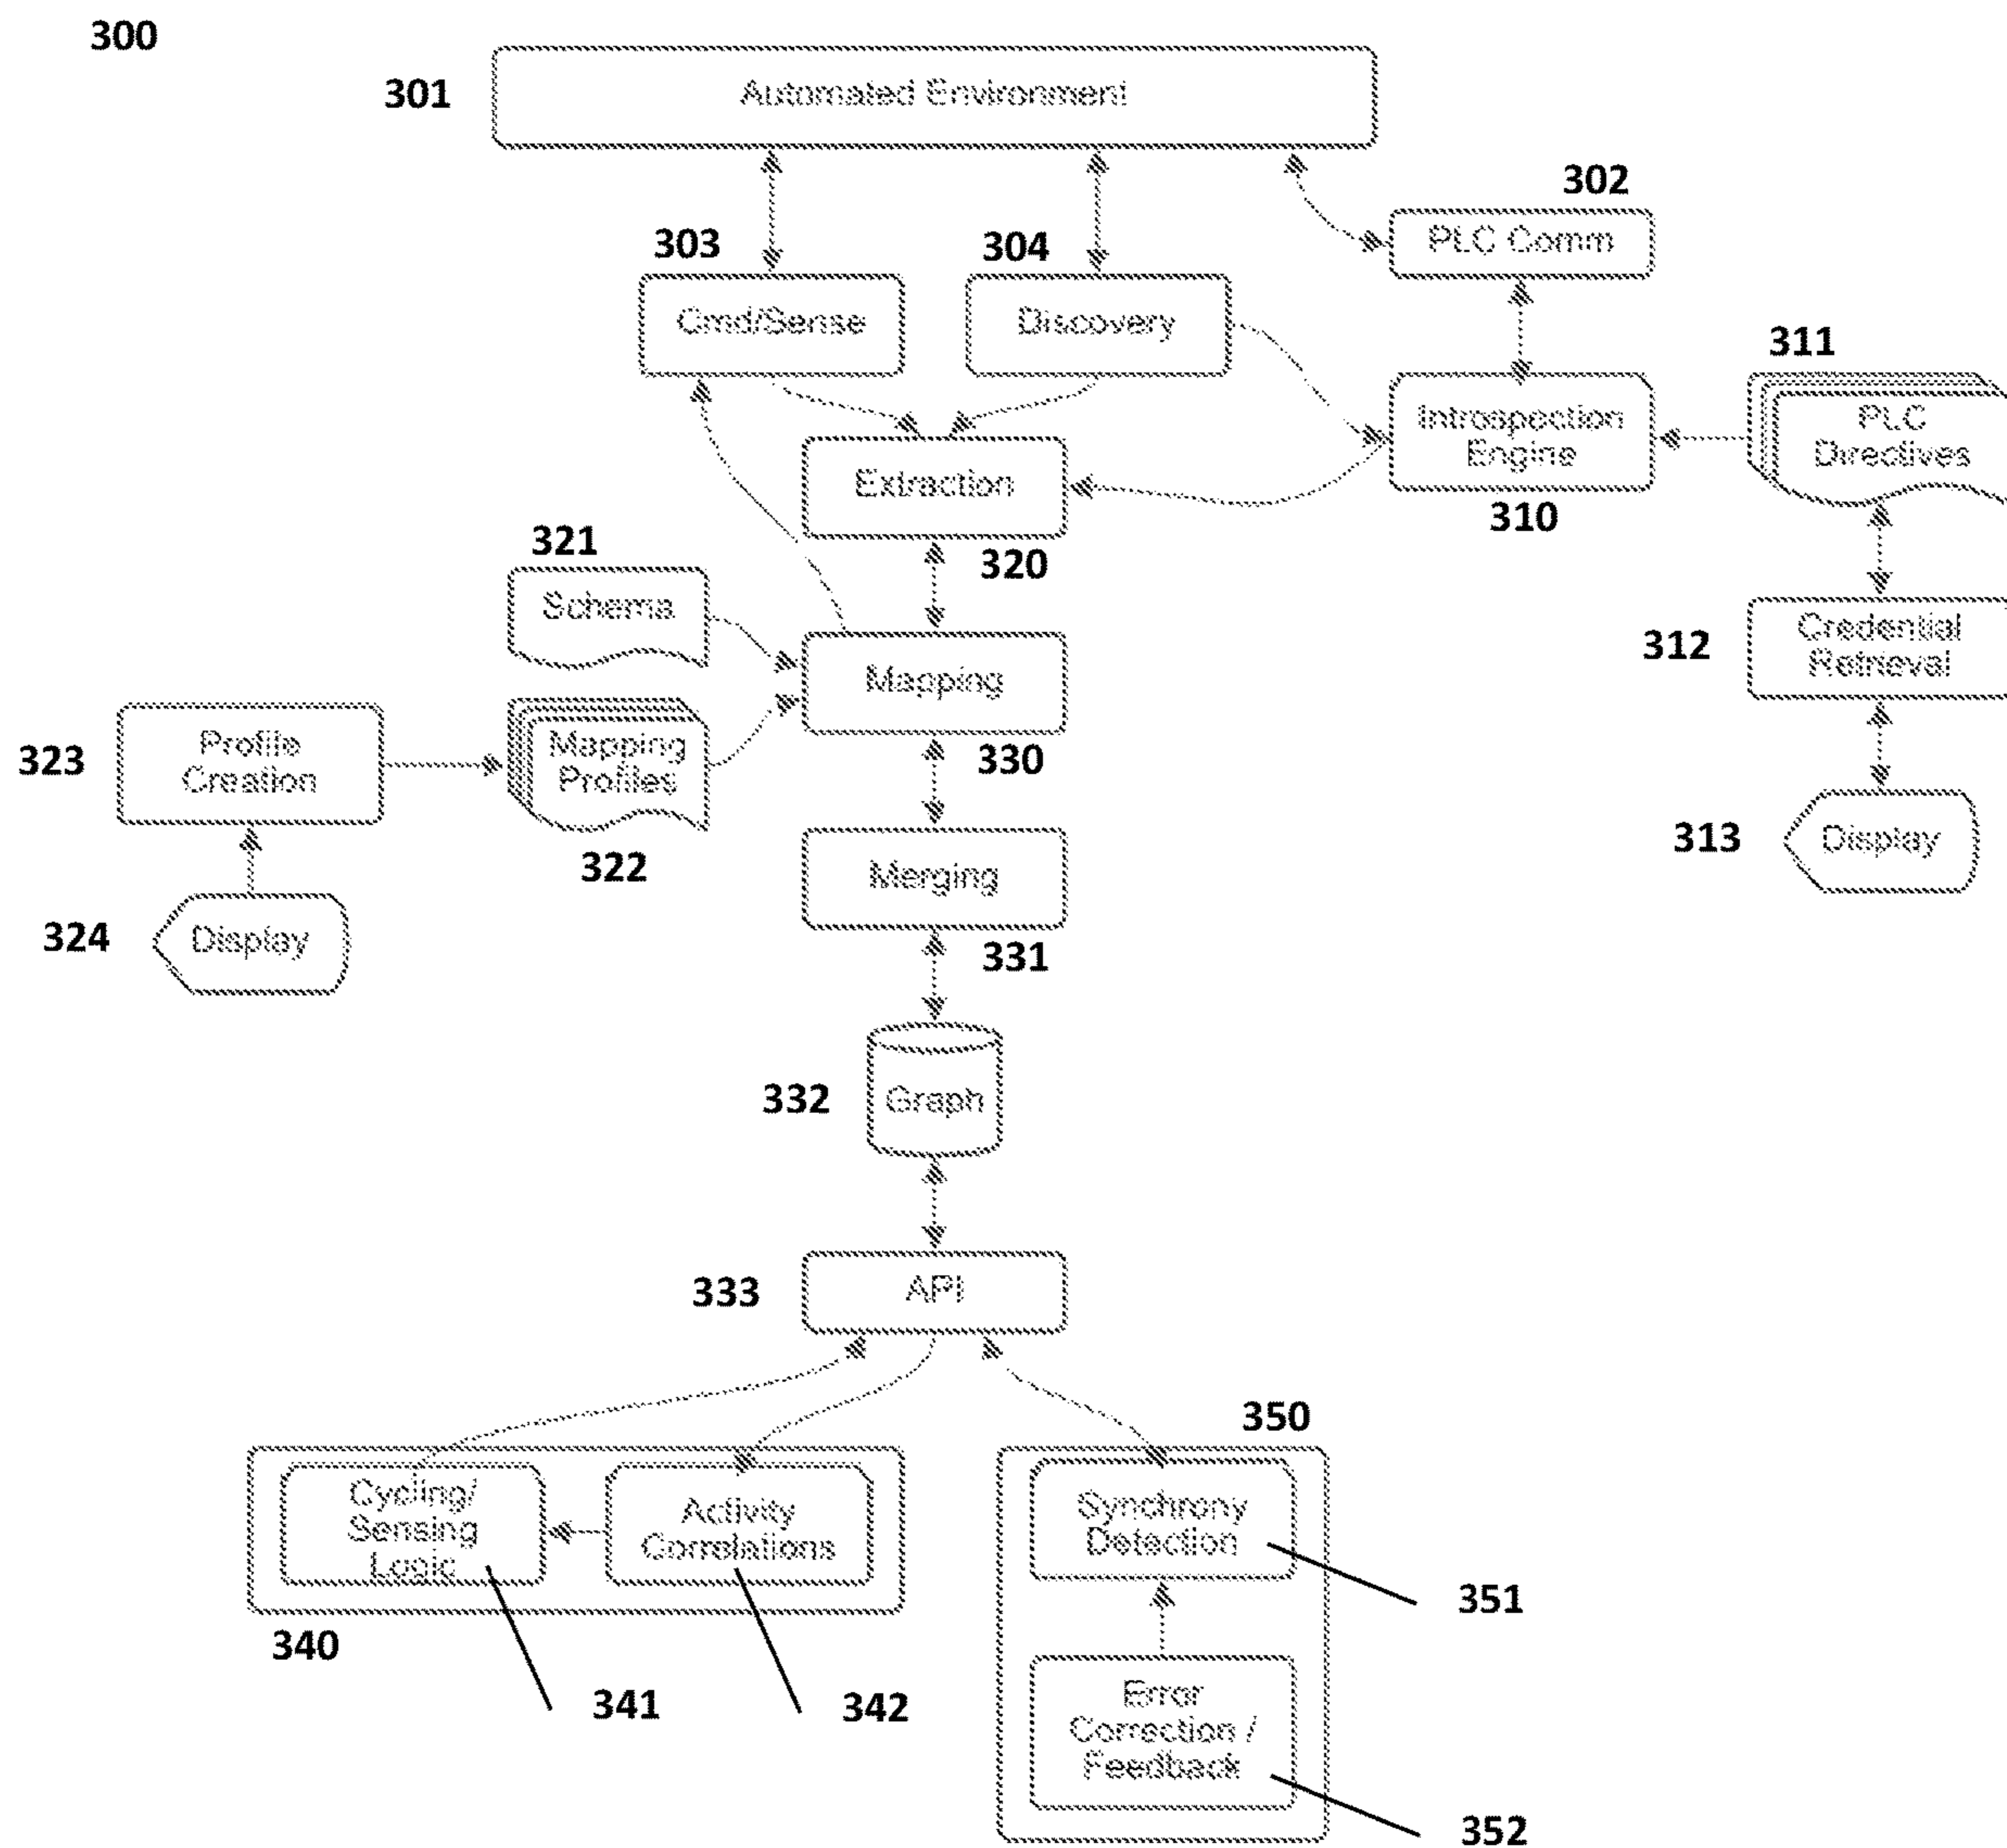 300
301
Automated Environment
302
PLC Comm
303
304
Cmd/Sense
Discovery
311
PLC
Directives
Introspection
Engine
310
Extraction
320
321
Schema
312
Credential
Retrieval
Mapping
330
323
Profile
Creation
Mapping
Profiles
322
313
Display
Merging
331
324
Display
332
Graph
333
API
350
Cycling/
Sensing
Logic
Activity
Correlations
Synchrony
Detection
351
340
341
342
Error
Correction /
Feedback
352